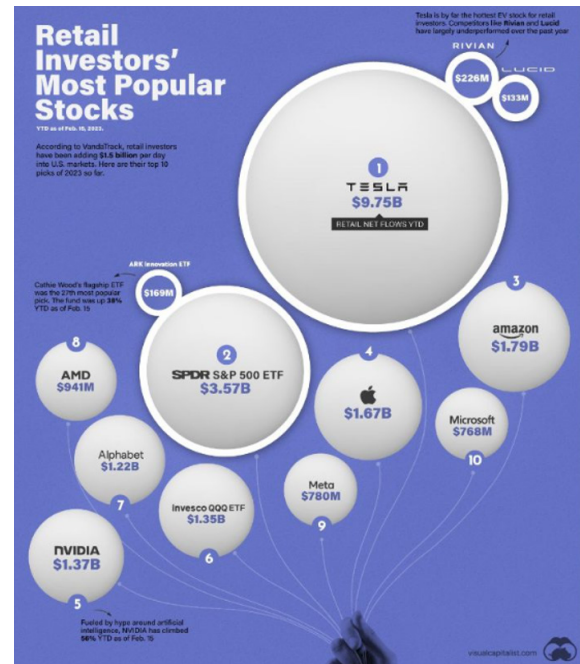 Retail
Investors'
Most Popular
Stocks
YTD as of Feb. 15, 2023.
According to VandaTrack, retail investors
have been adding $1.5 billion per day
into U.S. markets. Here are their top 10
picks of 2023 so far.
Tesla is by far the hottest EV stock for retail
investors. Competitors like Rivian and Lucid
have largely underperformed over the past year
RIVIAN
$226M
LUCID
$133M
1
TESLA
$9.75B
RETAIL NET FLOWS YTD
ARK Innovation ETF
$169M
Cathie Wood's flagship ETF
was the 27th most popular
pick. The fund was up 38%
YTD as of Feb. 15
2
SPDR S&P 500 ETF
$3.57B
3
amazon
$1.79B
4
$1.67B
8
AMD
$941M
Microsoft
$768M
10
Alphabet
$1.22B
7
Invesco QQQ ETF
$1.35B
6
Meta
$780M
9
NVIDIA
$1.37B
5
Fueled by hype around artificial
intelligence, NVIDIA has climbed
56% YTD as of Feb. 15
visualcapitalist.com